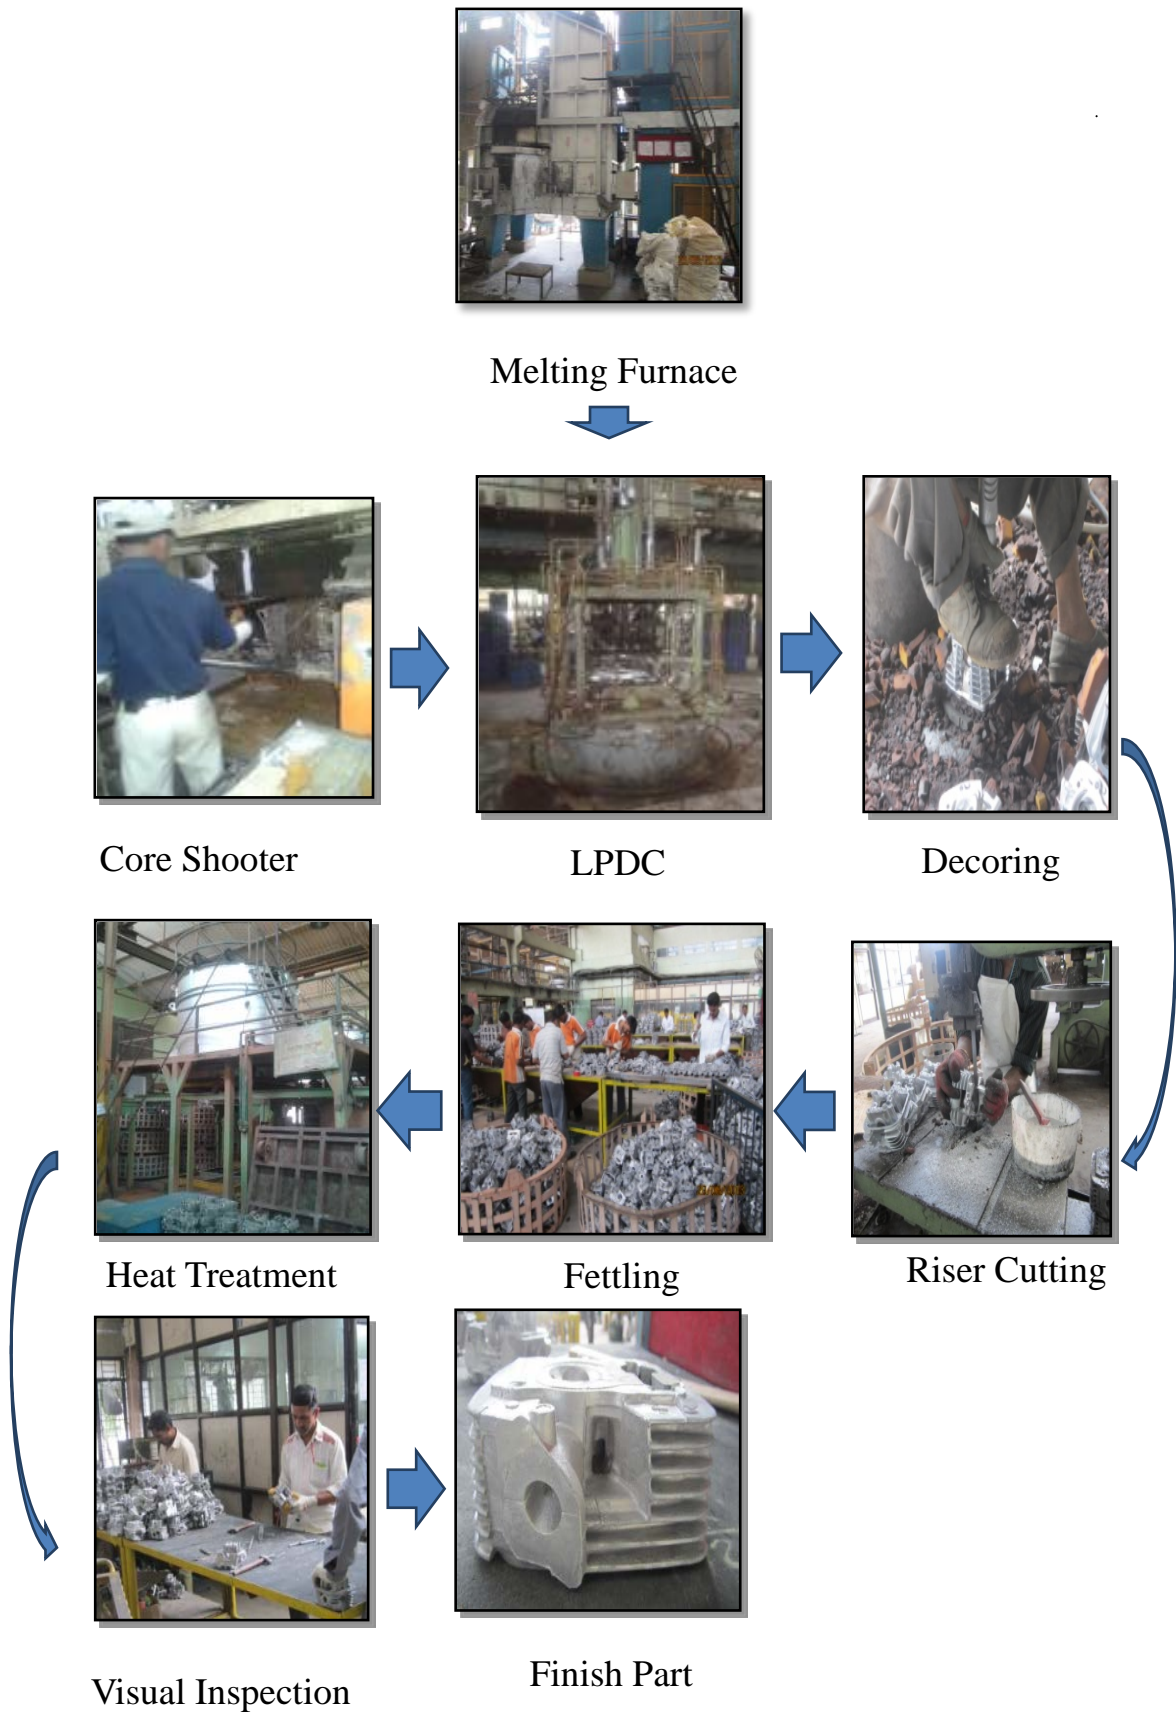 Melting Furnace
Core Shooter
LPDC
Decoring
Heat Treatment
Fettling
Riser Cutting
Visual Inspection
Finish Part